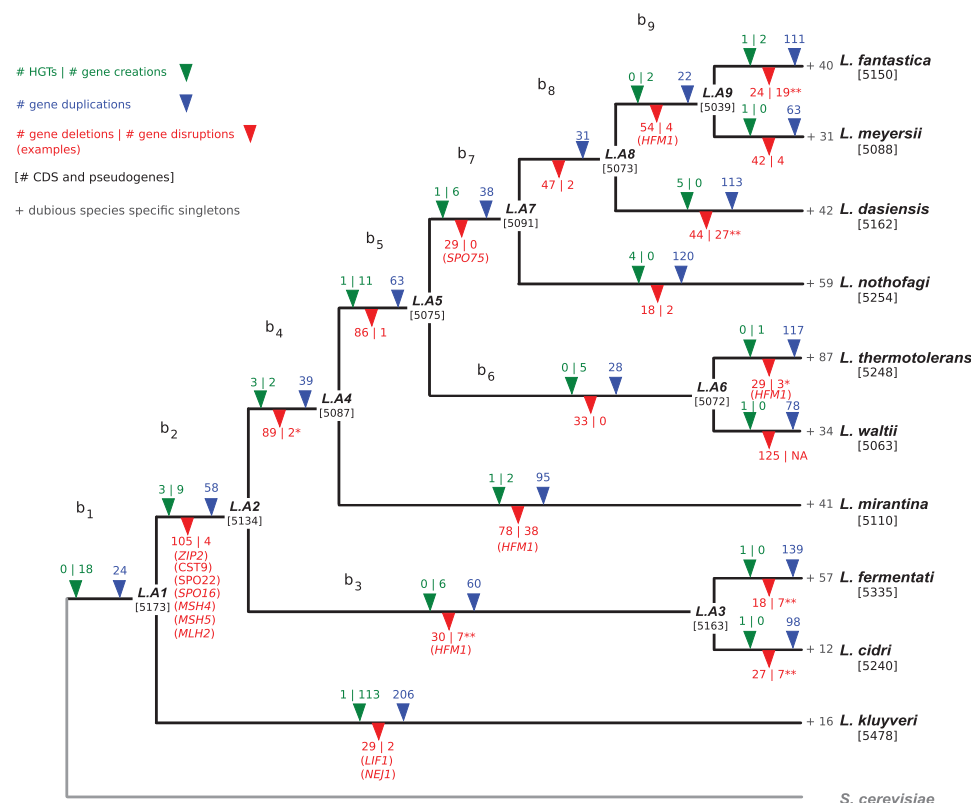 # HGTs | # gene creations
# gene duplications
# gene deletions | # gene disruptions
(examples)
[# CDS and pseudogenes]
+ dubious species specific singletons
b9
1 | 2 111
+ 40 L. fantastica
[5150]
24 | 19**
b8
0 | 2 22
L.A9
[5039]
54 | 4
(HFM1)
1 | 0 63
+ 31 L. meyersii
[5088]
42 | 4
b7
31
L.A8
[5073]
47 | 2
5 | 0 113
+ 42 L. dasiensis
[5162]
44 | 27**
b5
1 | 6 38
L.A7
[5091]
29 | 0
(SPO75)
4 | 0 120
+ 59 L. nothofagi
[5254]
18 | 2
b4
1 | 11 63
L.A5
[5075]
86 | 1
b6
0 | 5 28
L.A6
[5072]
33 | 0
0 | 1 117
+ 87 L. thermotolerans
[5248]
29 | 3*
(HFM1)
1 | 0 78
+ 34 L. waltii
[5063]
125 | NA
b2
3 | 2 39
L.A4
[5087]
89 | 2*
1 | 2 95
+ 41 L. mirantina
[5110]
78 | 38
(HFM1)
b1
3 | 9 58
L.A2
[5134]
105 | 4
(ZIP2)
(CST9)
(SPO22)
(SPO16)
(MSH4)
(MSH5)
(MLH2)
b3
0 | 6 60
L.A3
[5163]
30 | 7**
(HFM1)
1 | 0 139
+ 57 L. fermentati
[5335]
18 | 7**
1 | 0 98
+ 12 L. cidri
[5240]
27 | 7**
0 | 18 24
L.A1
[5173]
1 | 113 206
+ 16 L. kluyveri
[5478]
29 | 2
(LIF1)
(NEJ1)
S. cerevisiae